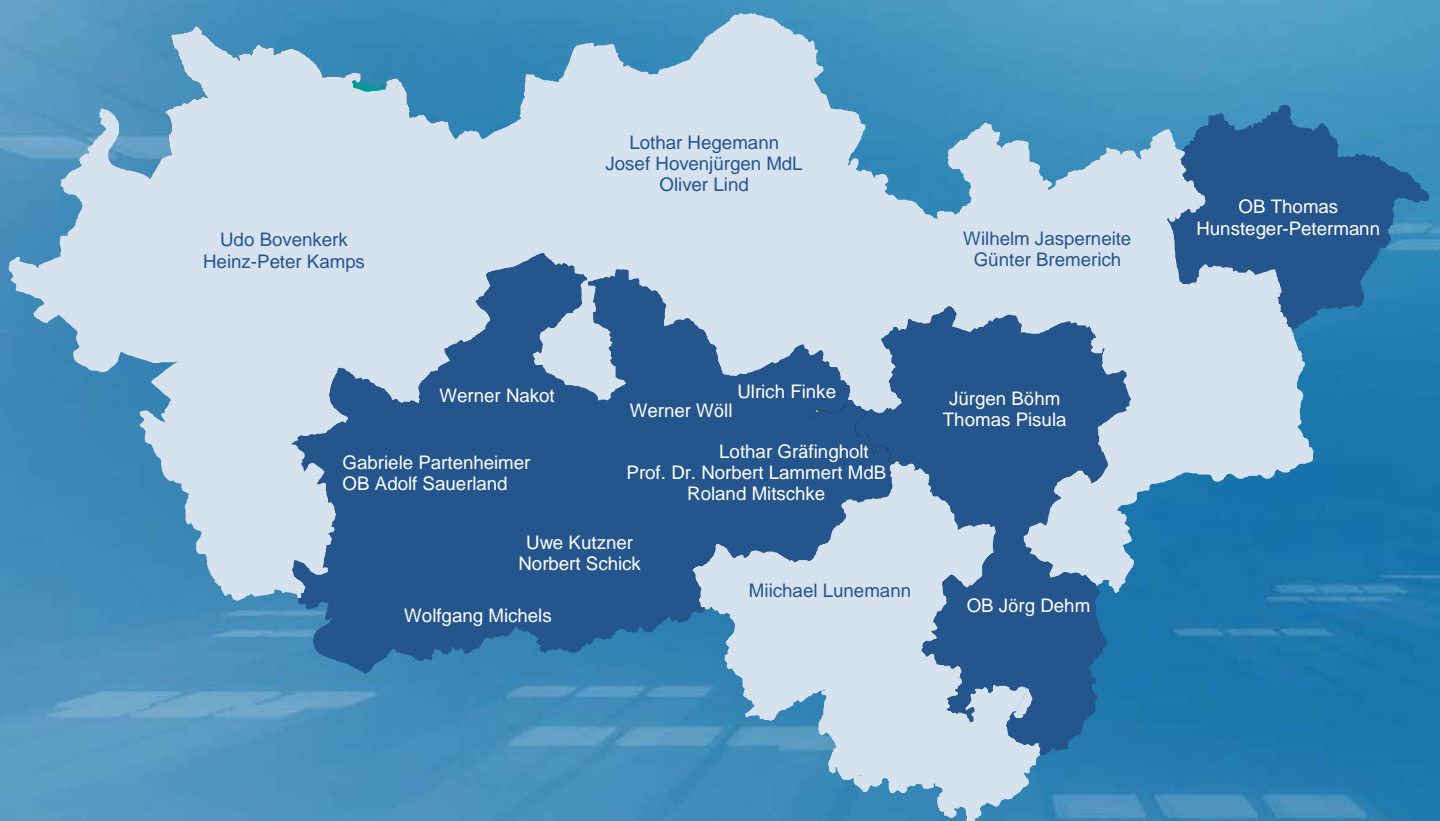 Lothar Hegemann
Josef Hovenjürgen MdL
Oliver Lind
OB Thomas
Hunsteger-Petermann
Udo Bovenkerk
Heinz-Peter Kamps
Wilhelm Jasperneite
Günter Bremerich
Werner Nakot
Werner Wöll
Ulrich Finke
Jürgen Böhm
Thomas Pisula
Gabriele Partenheimer
OB Adolf Sauerland
Lothar Gräfingholt
Prof. Dr. Norbert Lammert MdB
Roland Mitschke
Uwe Kutzner
Norbert Schick
Wolfgang Michels
Miichael Lunemann
OB Jörg Dehm